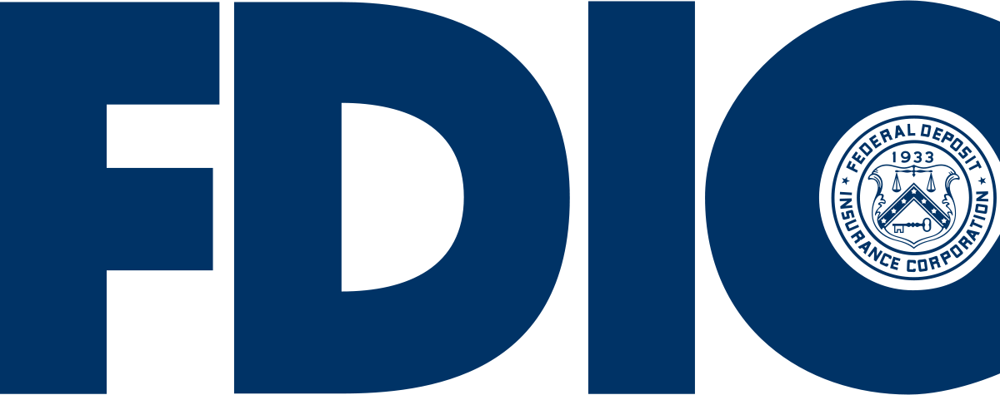 FDIC
FEDERAL DEPOSIT
1933
INSURANCE CORPORATION